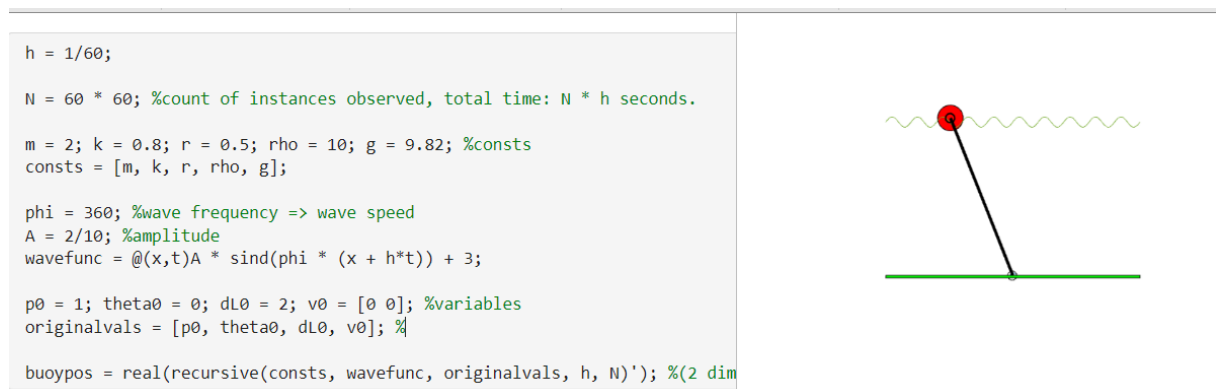 h = 1/60;
N = 60 * 60; %count of instances observed, total time: N * h seconds.
m = 2; k = 0.8; r = 0.5; rho = 10; g = 9.82; %consts
consts = [m, k, r, rho, g];
phi = 360; %wave frequency => wave speed
A = 2/10; %amplitude
wavefunc = @(x,t)A * sind(phi * (x + h*t)) + 3;
p0 = 1; theta0 = 0; dL0 = 2; v0 = [0 0]; %variables
originalvals = [p0, theta0, dL0, v0]; %
buoypos = real(recursive(consts, wavefunc, originalvals, h, N)'); %(2 dim